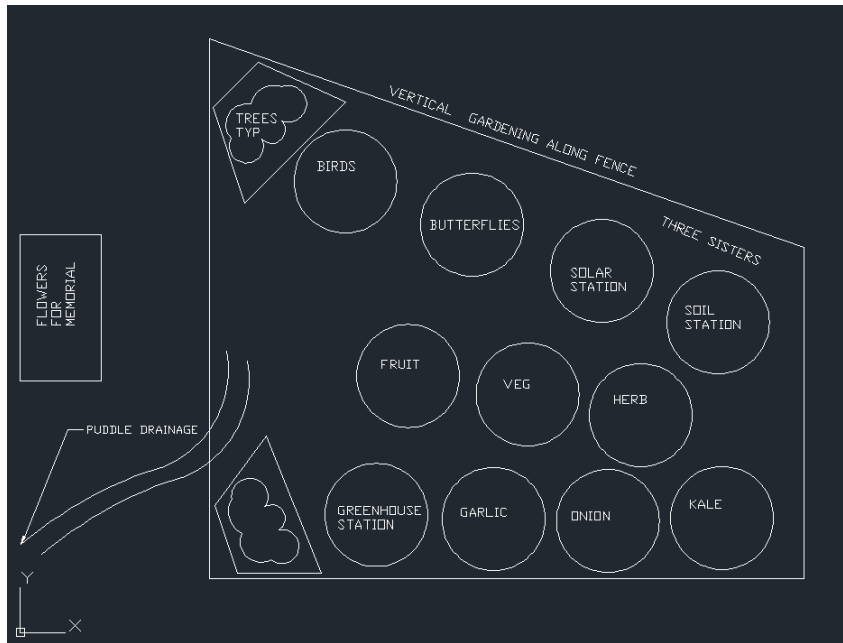 VERTICAL GARDENING ALONG FENCE
TREES
TYP.
BIRDS
BUTTERFLIES
THREE SISTERS
SOLAR
STATION
SOIL
STATION
FLOWERS
FOR
MEMORIAL
FRUIT
VEG
HERB
PUDDLE DRAINAGE
GREENHOUSE
STATION
GARLIC
ONION
KALE
Y
X